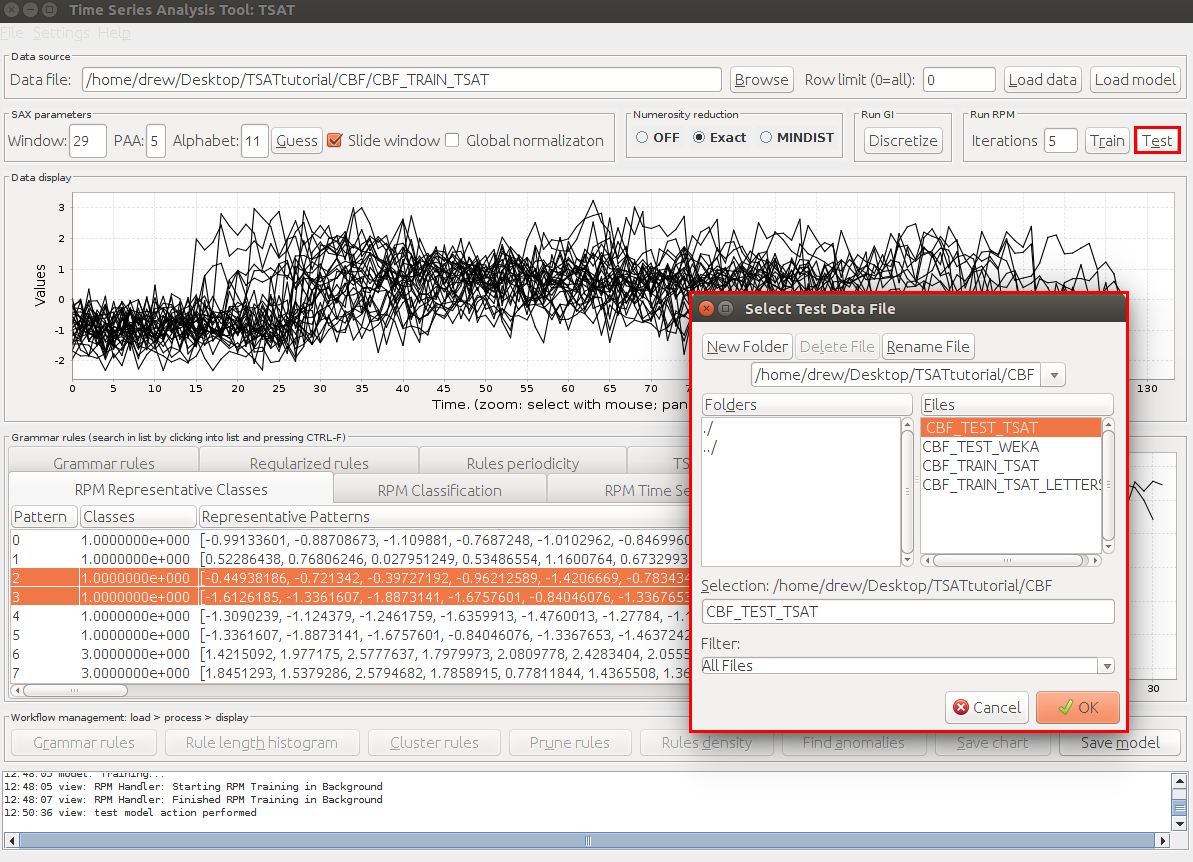 Time Series Analysis Tool: TSAT
File Settings Help
Data source
Data file: /home/drew/Desktop/TSATtutorial/CBF/CBF_TRAIN_TSAT Browse Row limit (0=all): 0 Load data Load model
SAX parameters Numerosity reduction Run GI Run RPM
Window: 29 PAA: 5 Alphabet: 11 Guess Slide window Global normalizaton OFF Exact MINDIST Discretize Iterations 5 Train Test
Data display
3
2
1
0
-1
-2
Values
0 5 10 15 20 25 30 35 40 45 50 55 60 65 70 75 130
Time. (zoom: select with mouse; pan
Select Test Data File
New Folder Delete File Rename File
/home/drew/Desktop/TSATtutorial/CBF
Folders Files
./ CBF_TEST_TSAT
../ CBF_TEST_WEKA
CBF_TRAIN_TSAT
CBF_TRAIN_TSAT_LETTERS
Selection: /home/drew/Desktop/TSATtutorial/CBF
CBF_TEST_TSAT
Filter:
All Files
Cancel OK
Grammar rules (search in list by clicking into list and pressing CTRL-F)
Grammar rules Regularized rules Rules periodicity TS
RPM Representative Classes RPM Classification RPM Time Se
Pattern Classes Representative Patterns
0 1.0000000e+000 [-0.99133601, -0.88708673, -1.109881, -0.7687248, -1.0102962, -0.8469960
1 1.0000000e+000 [0.52286438, 0.76806246, 0.027951249, 0.53486554, 1.1600764, 0.6732993
2 1.0000000e+000 [-0.44938186, -0.721342, -0.39727192, -0.96212589, -1.4206669, -0.783434
3 1.0000000e+000 [-1.6126185, -1.3361607, -1.8873141, -1.6757601, -0.84046076, -1.3367653
4 1.0000000e+000 [-1.3090239, -1.124379, -1.2461759, -1.6359913, -1.4760013, -1.27784, -1.1
5 1.0000000e+000 [-1.3361607, -1.8873141, -1.6757601, -0.84046076, -1.3367653, -1.4637242
6 3.0000000e+000 [1.4215092, 1.977175, 2.5777637, 1.7979973, 2.0809778, 2.4283404, 2.0555
7 3.0000000e+000 [1.8451293, 1.5379286, 2.5794682, 1.7858915, 0.77811844, 1.4365508, 1.36
30
Workflow management: load > process > display
Grammar rules Rule length histogram Cluster rules Prune rules Rules density Find anomalies Save chart Save model
12:48:05 model: Training...
12:48:05 view: RPM Handler: Starting RPM Training in Background
12:48:07 view: RPM Handler: Finished RPM Training in Background
12:50:36 view: test model action performed